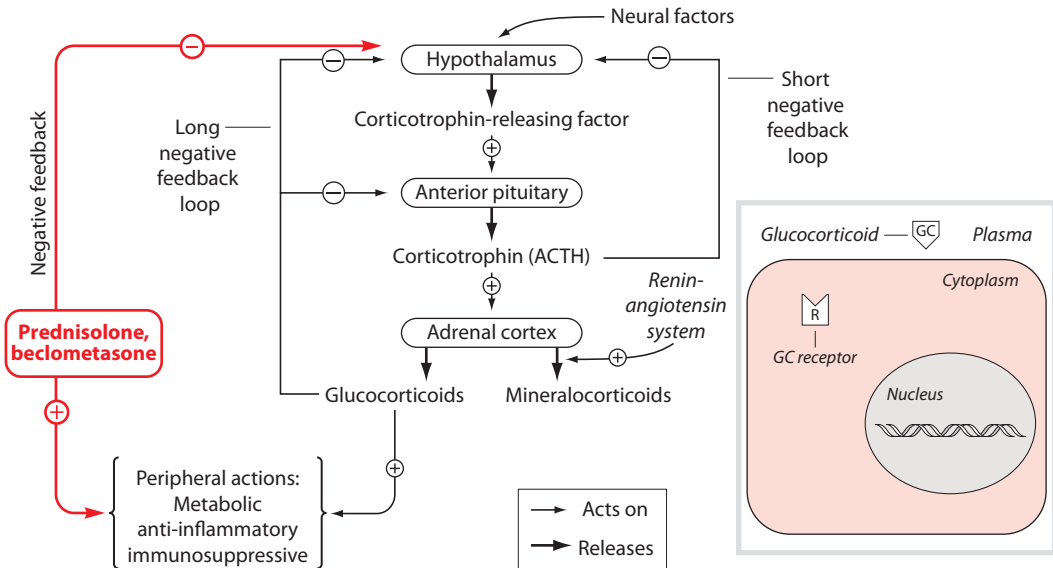 Neural factors
Hypothalamus
Negative feedback
Long
negative
feedback
loop
Short
negative
feedback
loop
Corticotrophin-releasing factor
Anterior pituitary
Corticotrophin (ACTH)
Renin-
angiotensin
system
Prednisolone,
beclometasone
Adrenal cortex
Glucocorticoids
Mineralocorticoids
Peripheral actions:
Metabolic
anti-inflammatory
immunosuppressive
Acts on
Releases
Glucocorticoid
GC
Plasma
Cytoplasm
R
GC receptor
Nucleus